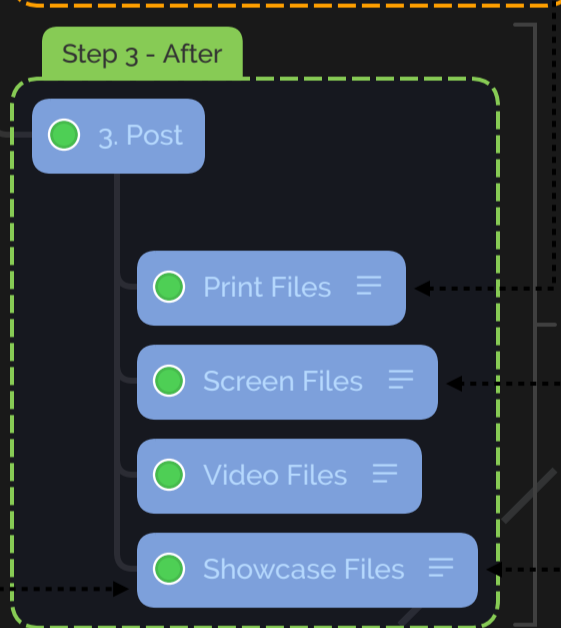 Step 3 - After
3. Post
Print Files
Screen Files
Video Files
Showcase Files